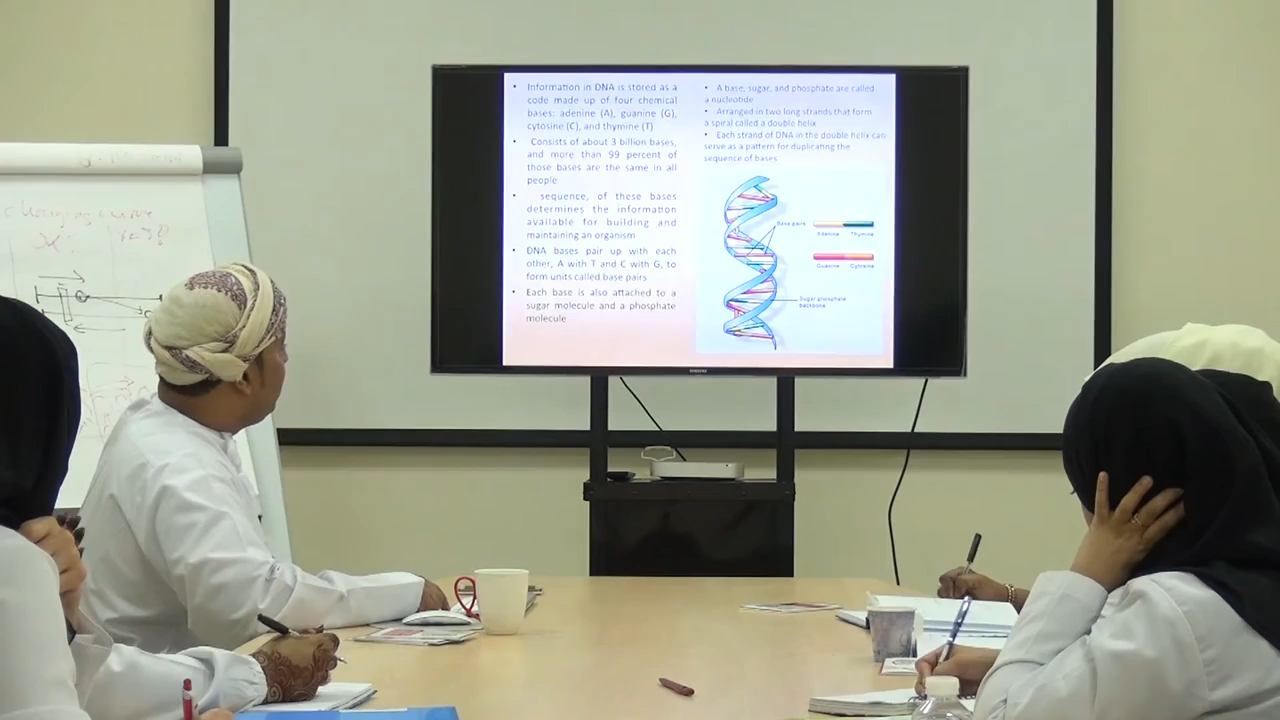 changing curve
• Information in DNA is stored as a
code made up of four chemical
bases: adenine (A), guanine (G),
cytosine (C), and thymine (T)
• Consists of about 3 billion bases,
and more than 99 percent of
those bases are the same in all
people
• sequence, of these bases
determines the information
available for building and
maintaining an organism
• DNA bases pair up with each
other, A with T and C with G, to
form units called base pairs
• Each base is also attached to a
sugar molecule and a phosphate
molecule
• A base, sugar, and phosphate are called
a nucleotide
• Arranged in two long strands that form
a spiral called a double helix
• Each strand of DNA in the double helix can
serve as a pattern for duplicating the
sequence of bases
Base pairs
Adenine Thymine
Guanine Cytosine
Sugar phosphate
backbone
SAMSUNG